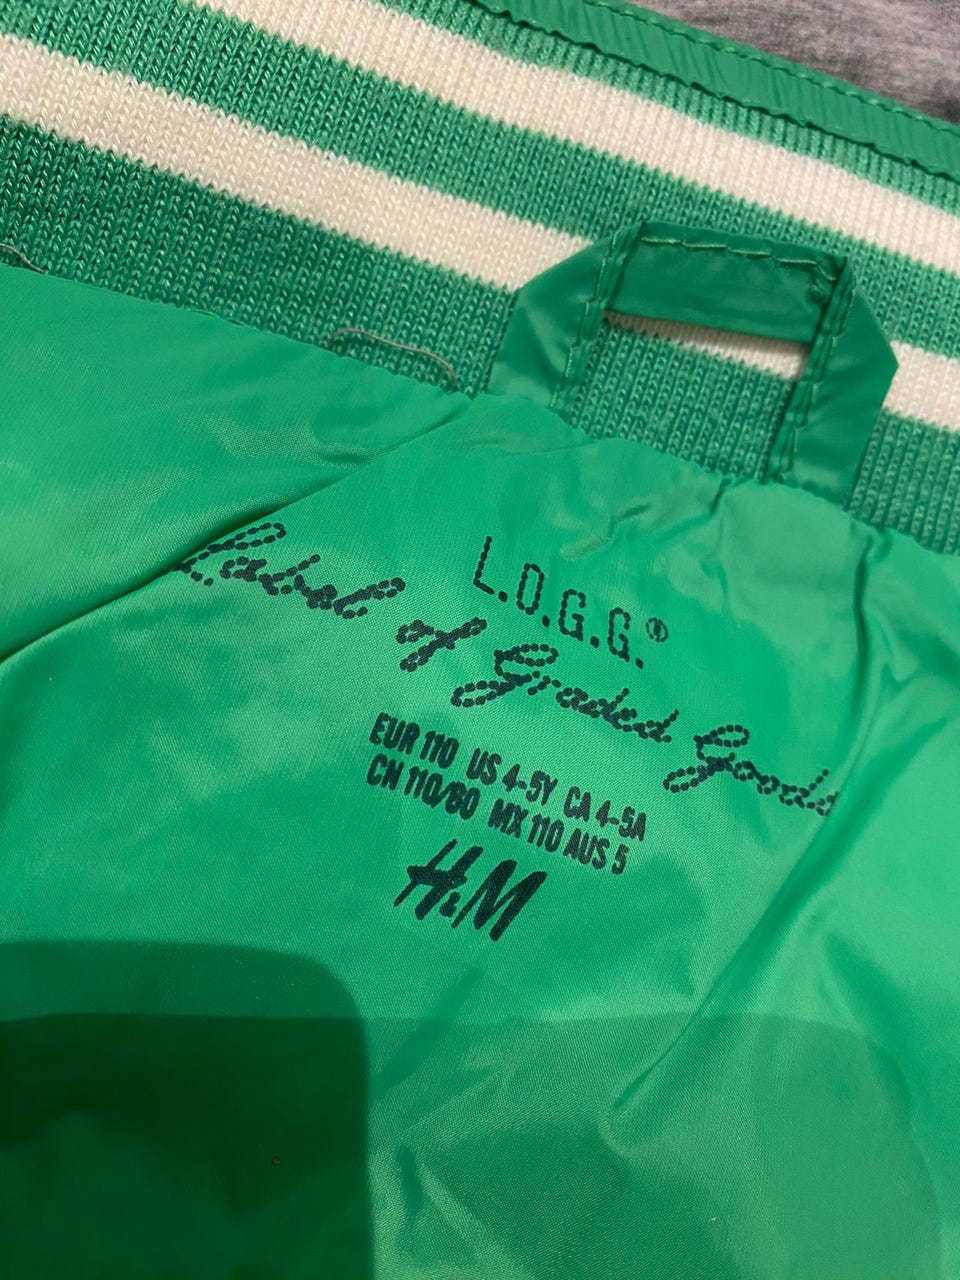 L.O.G.G.®
Label of Graded Goods
EUR 110 US 4-5Y CA 4-5A
CN 110/60 MX 110 AUS 5
H&M